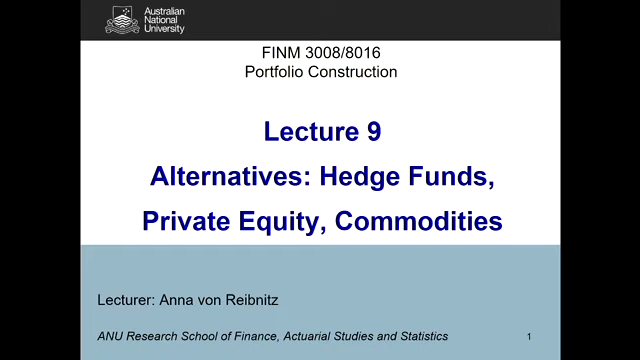 Australian
National
University
FINM 3008/8016
Portfolio Construction
Lecture 9
Alternatives: Hedge Funds,
Private Equity, Commodities
Lecturer: Anna von Reibnitz
ANU Research School of Finance, Actuarial Studies and Statistics
1